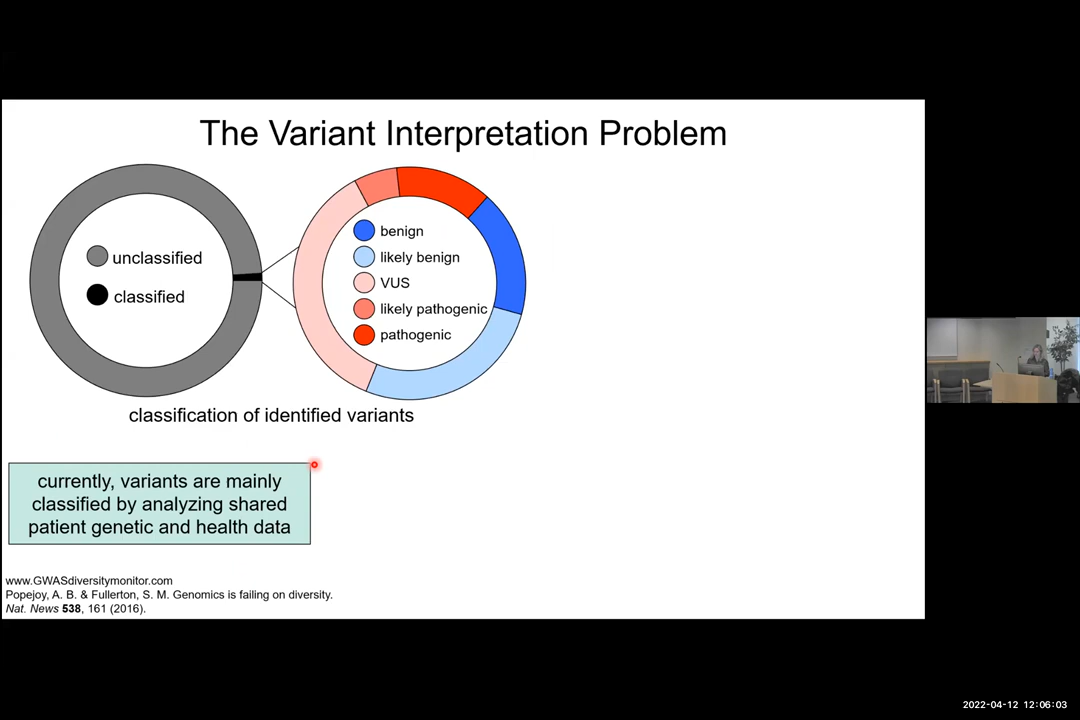 The Variant Interpretation Problem
unclassified
classified
benign
likely benign
VUS
likely pathogenic
pathogenic
classification of identified variants
currently, variants are mainly
classified by analyzing shared
patient genetic and health data
www.GWASdiversitymonitor.com
Popejoy, A. B. & Fullerton, S. M. Genomics is failing on diversity.
Nat. News 538, 161 (2016).
2022-04-12 12:06:03